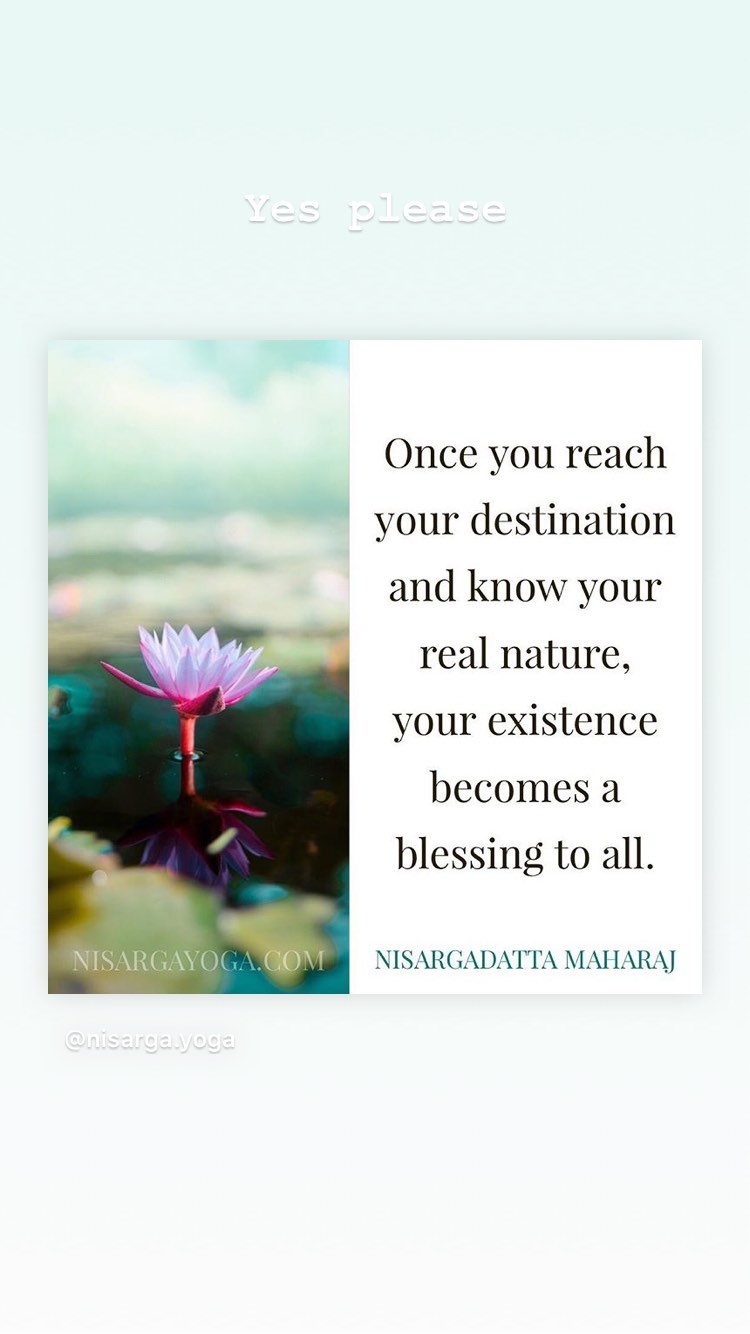 Yes please
Once you reach
your destination
and know your
real nature,
your existence
becomes a
blessing to all.
NISARGAYOGA.COM
NISARGADATTA MAHARAJ
@nisarga.yoga